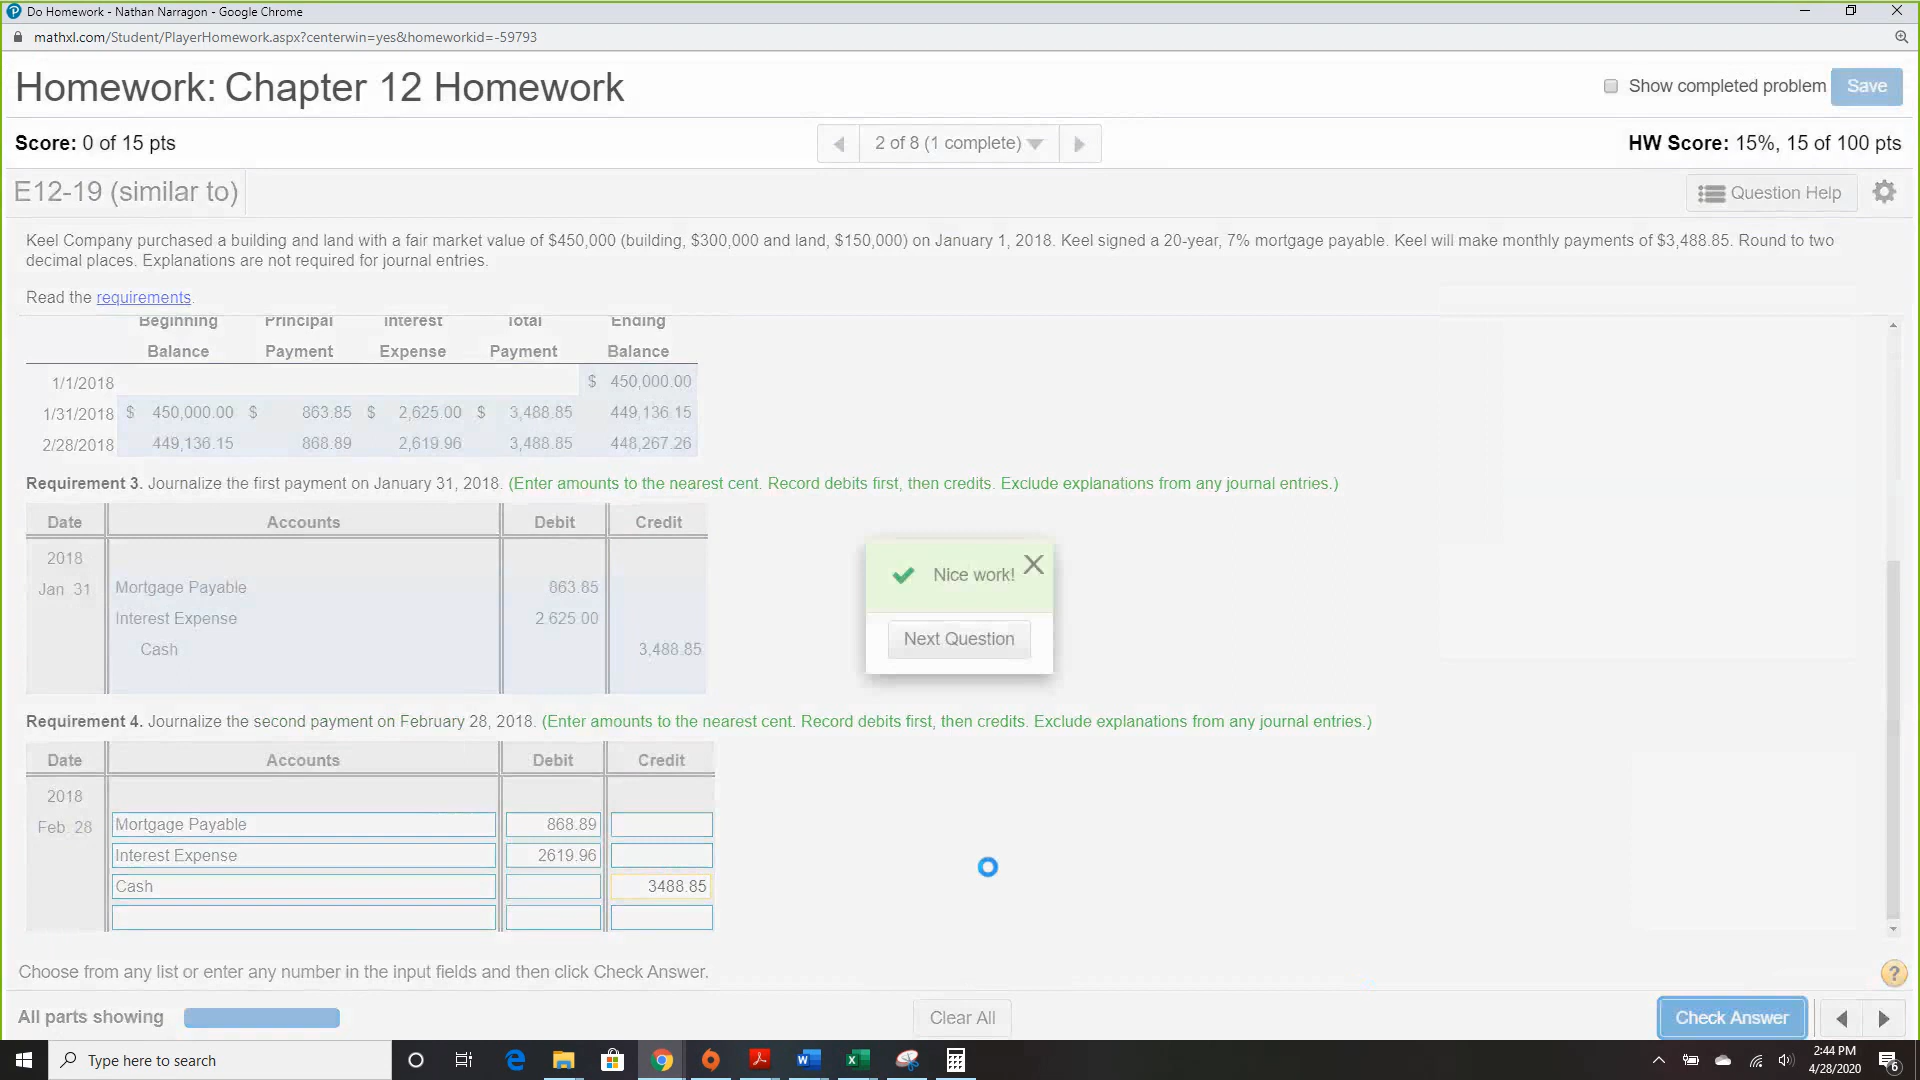 Do Homework - Nathan Narragon - Google Chrome
mathxl.com/Student/PlayerHomework.aspx?centerwin=yes&homeworkid=-59793
Homework: Chapter 12 Homework
Show completed problem
Save
Score: 0 of 15 pts
2 of 8 (1 complete)
HW Score: 15%, 15 of 100 pts
E12-19 (similar to)
Question Help
Keel Company purchased a building and land with a fair market value of $450,000 (building, $300,000 and land, $150,000) on January 1, 2018. Keel signed a 20-year, 7% mortgage payable. Keel will make monthly payments of $3,488.85. Round to two
decimal places. Explanations are not required for journal entries.
Read the requirements.
Beginning Principal Interest Total Ending
Balance Payment Expense Payment Balance
1/1/2018 $ 450,000.00
1/31/2018 $ 450,000.00 $ 863.85 $ 2,625.00 $ 3,488.85 449,136.15
2/28/2018 449,136.15 868.89 2,619.96 3,488.85 448,267.26
Requirement 3. Journalize the first payment on January 31, 2018. (Enter amounts to the nearest cent. Record debits first, then credits. Exclude explanations from any journal entries.)
Date Accounts Debit Credit
2018
Jan. 31 Mortgage Payable 863.85
Interest Expense 2,625.00
Cash 3,488.85
Nice work!
Next Question
Requirement 4. Journalize the second payment on February 28, 2018. (Enter amounts to the nearest cent. Record debits first, then credits. Exclude explanations from any journal entries.)
Date Accounts Debit Credit
2018
Feb. 28 Mortgage Payable 868.89
Interest Expense 2619.96
Cash 3488.85
Choose from any list or enter any number in the input fields and then click Check Answer.
?
All parts showing
Clear All
Check Answer
Type here to search
2:44 PM
4/28/2020
6